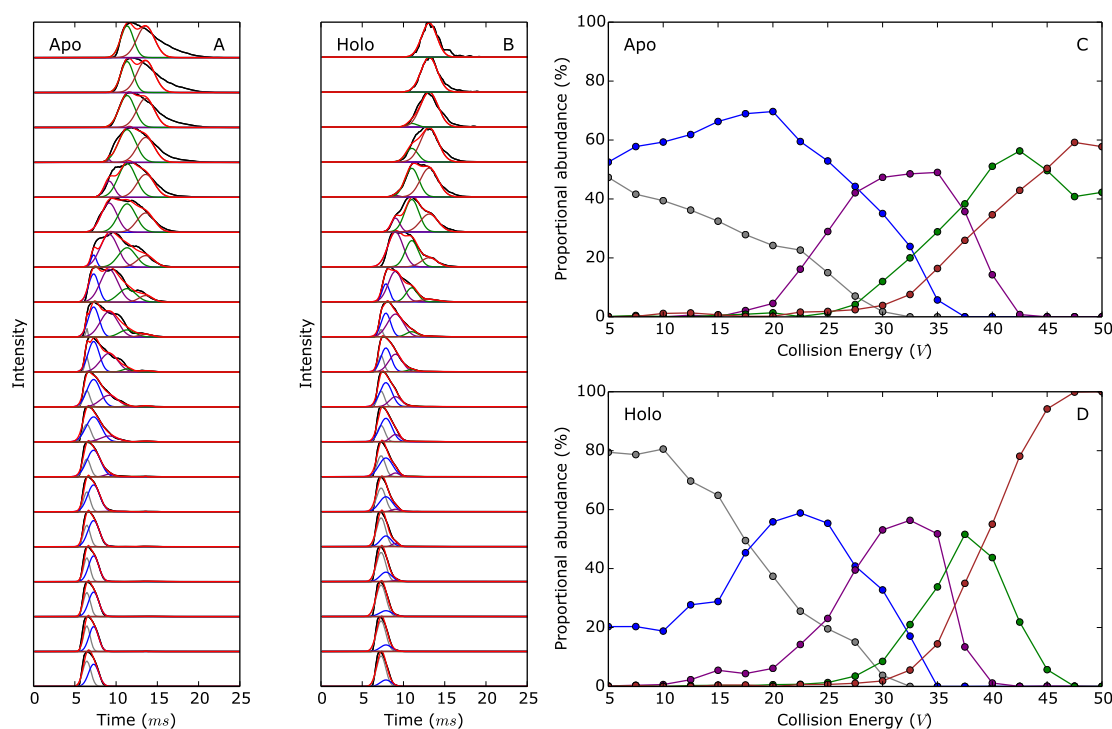 Apo A
Intensity
0 5 10 15 20 25
Time (ms)
Holo B
Intensity
0 5 10 15 20 25
Time (ms)
Apo C
Proportional abundance (%)
100
80
60
40
20
0
5 10 15 20 25 30 35 40 45 50
Collision Energy (V)
Holo D
Proportional abundance (%)
100
80
60
40
20
0
5 10 15 20 25 30 35 40 45 50
Collision Energy (V)